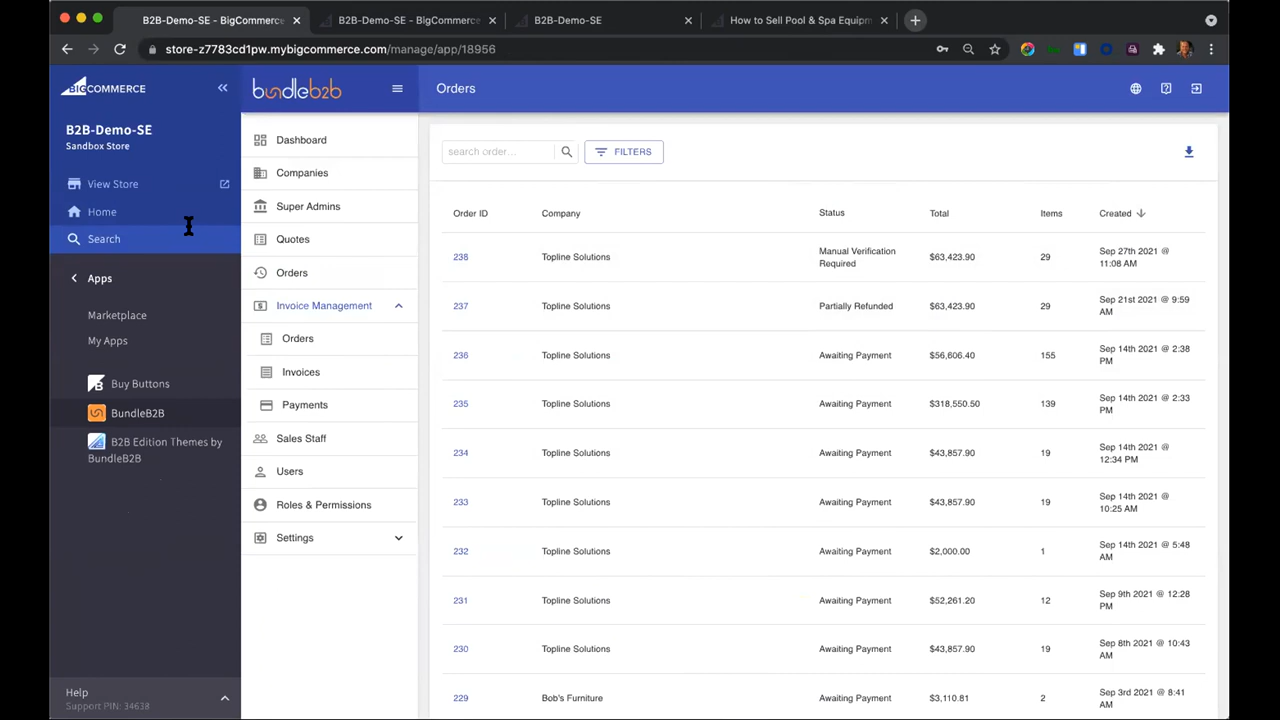 B2B-Demo-SE - BigCommerce
B2B-Demo-SE - BigCommerce
B2B-Demo-SE
How to Sell Pool & Spa Equipm
store-z7783cd1pw.mybigcommerce.com/manage/app/18956
BIGCOMMERCE
B2B-Demo-SE
Sandbox Store
View Store
Home
Search
Apps
Marketplace
My Apps
Buy Buttons
BundleB2B
B2B Edition Themes by
BundleB2B
Help
Support PIN: 34638
bundleb2b
Dashboard
Companies
Super Admins
Quotes
Orders
Invoice Management
Orders
Invoices
Payments
Sales Staff
Users
Roles & Permissions
Settings
Orders
search order...
FILTERS
Order ID Company Status Total Items Created
238 Topline Solutions Manual Verification Required $63,423.90 29 Sep 27th 2021 @ 11:08 AM
237 Topline Solutions Partially Refunded $63,423.90 29 Sep 21st 2021 @ 9:59 AM
236 Topline Solutions Awaiting Payment $56,606.40 155 Sep 14th 2021 @ 2:38 PM
235 Topline Solutions Awaiting Payment $318,550.50 139 Sep 14th 2021 @ 2:33 PM
234 Topline Solutions Awaiting Payment $43,857.90 19 Sep 14th 2021 @ 12:34 PM
233 Topline Solutions Awaiting Payment $43,857.90 19 Sep 14th 2021 @ 10:25 AM
232 Topline Solutions Awaiting Payment $2,000.00 1 Sep 14th 2021 @ 5:48 AM
231 Topline Solutions Awaiting Payment $52,261.20 12 Sep 9th 2021 @ 12:28 PM
230 Topline Solutions Awaiting Payment $43,857.90 19 Sep 8th 2021 @ 10:43 AM
229 Bob's Furniture Awaiting Payment $3,110.81 2 Sep 3rd 2021 @ 8:41 AM